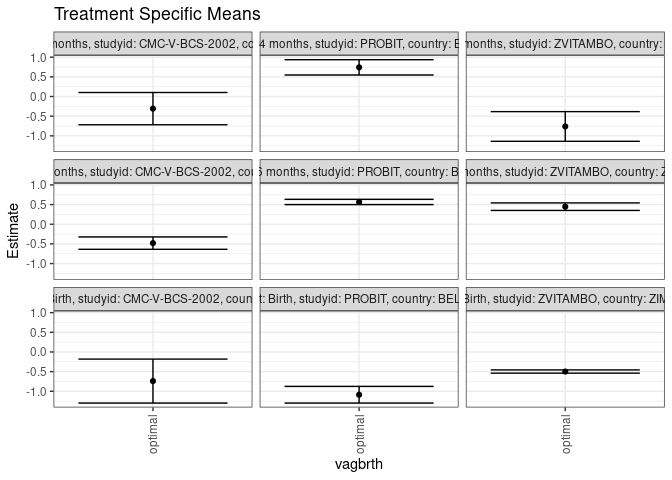 Treatment Specific Means
months, studyid: CMC-V-BCS-2002, co
4 months, studyid: PROBIT, country: B
months, studyid: ZVITAMBO, country:
1.0
0.5
0.0
-0.5
-1.0
months, studyid: CMC-V-BCS-2002, cou
6 months, studyid: PROBIT, country: B
months, studyid: ZVITAMBO, country: Z
1.0
0.5
0.0
-0.5
-1.0
Estimate
Birth, studyid: CMC-V-BCS-2002, coun
t: Birth, studyid: PROBIT, country: BEL
Birth, studyid: ZVITAMBO, country: ZIM
1.0
0.5
0.0
-0.5
-1.0
optimal
optimal
optimal
vagbrth